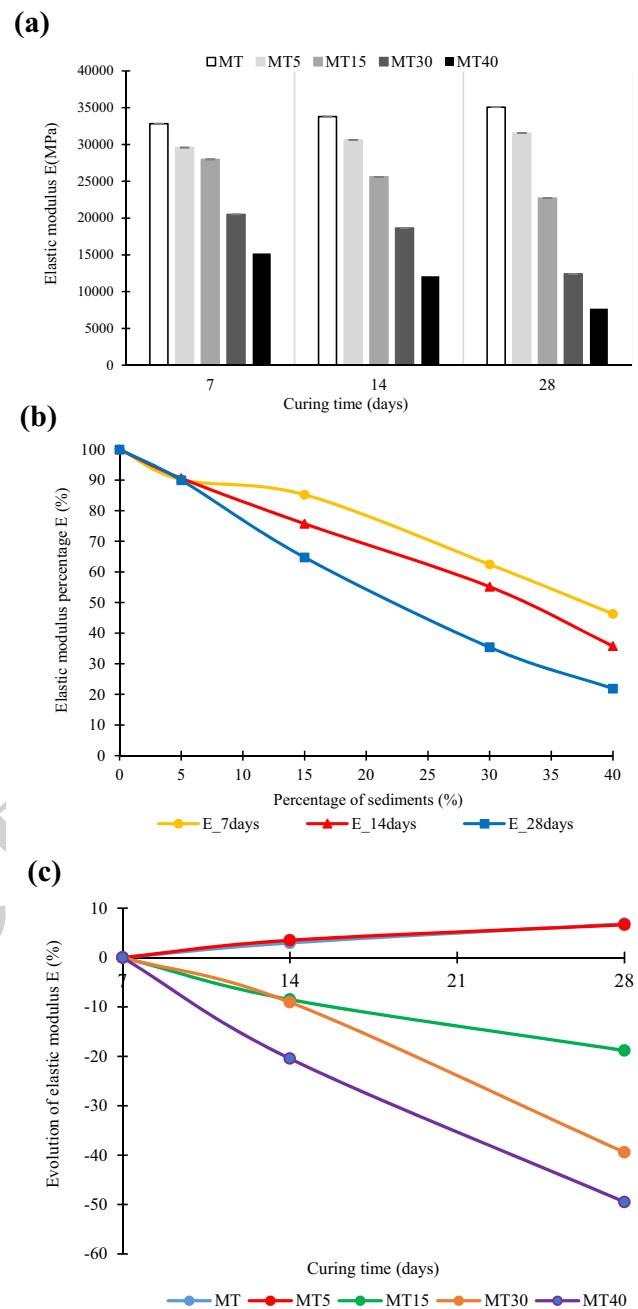 (a)
MT MT5 MT15 MT30 MT40
Elastic modulus E(MPa)
40000
35000
30000
25000
20000
15000
10000
5000
0
7 14 28
Curing time (days)
(b)
Elastic modulus percentage E (%)
100
90
80
70
60
50
40
30
20
10
0
0 5 10 15 20 25 30 35 40
Percentage of sediments (%)
E_7days E_14days E_28days
(c)
Evolution of elastic modulus E (%)
10
0
-10
-20
-30
-40
-50
-60
7 14 21 28
Curing time (days)
MT MT5 MT15 MT30 MT40